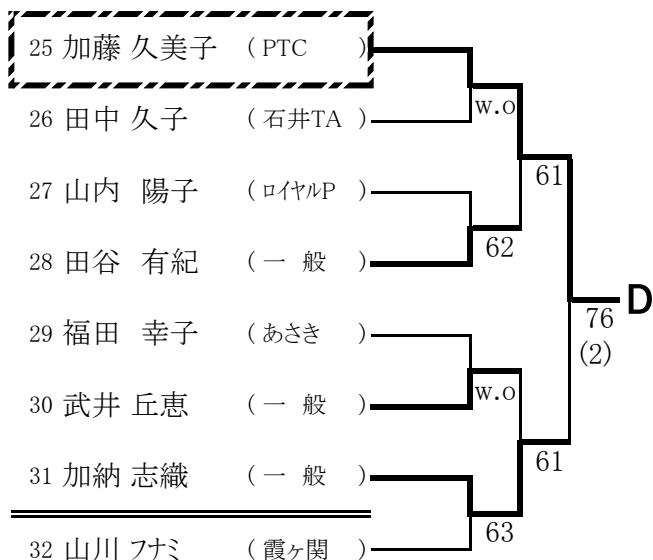 25 加藤 久美子 (PTC )
w.o
26 田中 久子 (石井TA )
61
27 山内 陽子 (ロイヤルP )
62
28 田谷 有紀 (一 般 )
D
76
29 福田 幸子 (あさき )
(2)
w.o
30 武井 丘恵 (一 般 )
61
31 加納 志織 (一 般 )
63
32 山川 フナミ (霞ヶ関 )